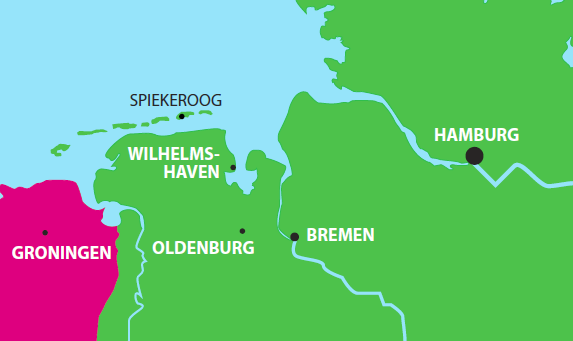 SPIEKEROOG
HAMBURG
WILHELMS-
HAVEN
GRONINGEN
OLDENBURG
BREMEN